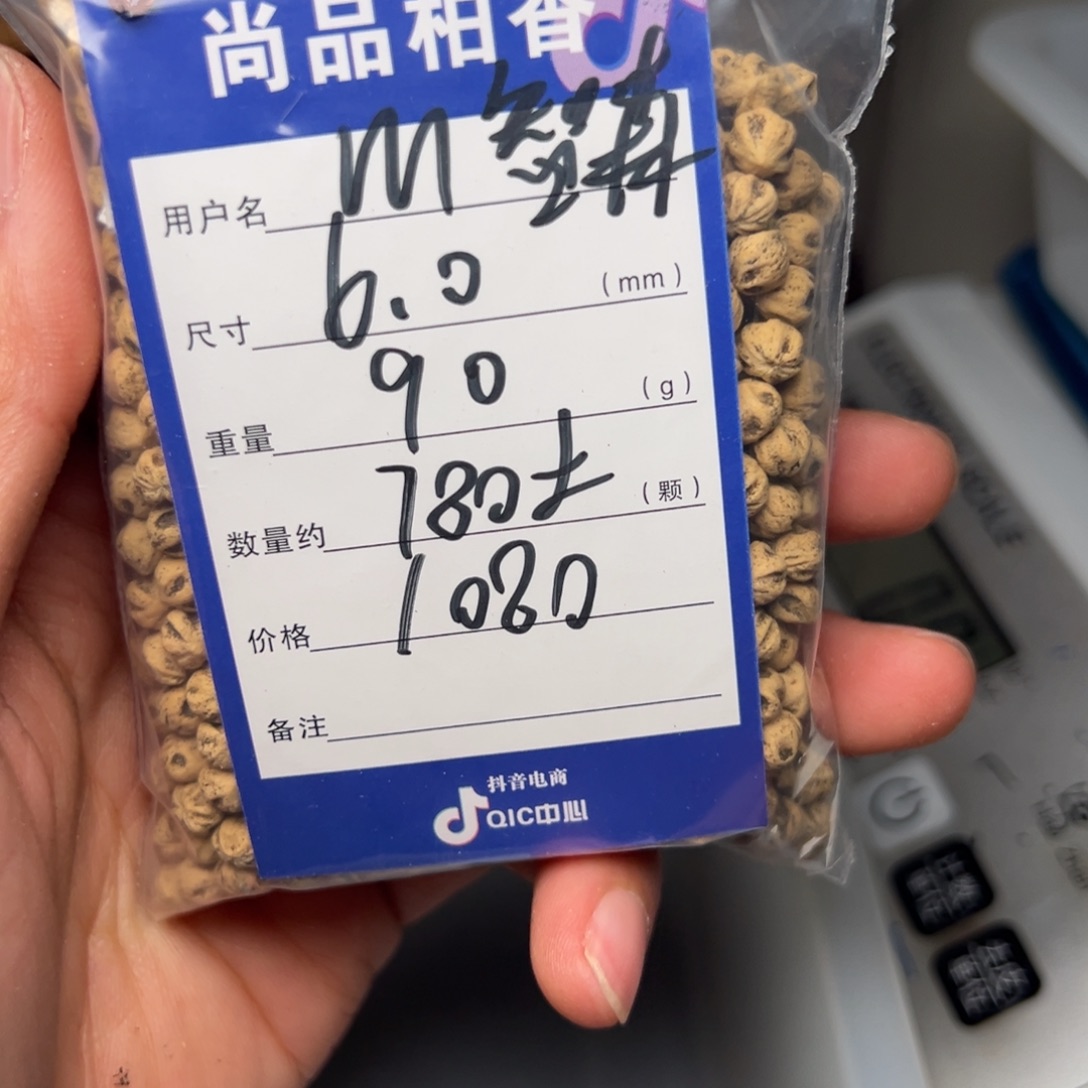 尚品柏香
用户名 M
尺寸 6.0 (mm)
重量 90 (g)
数量约 780± (颗)
价格 1080
备注
抖音电商
QIC中心